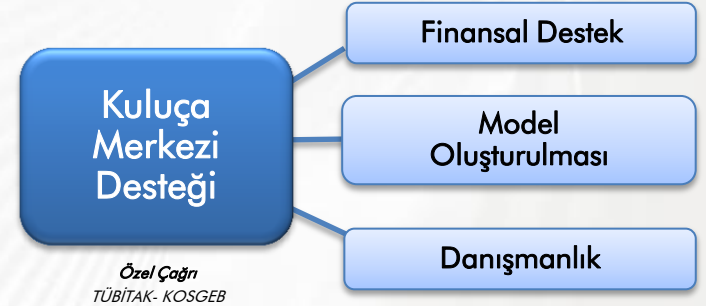 Kuluça
Merkezi
Desteği
Özel Çağrı
TÜBİTAK- KOSGEB
Finansal Destek
Model
Oluşturulması
Danışmanlık